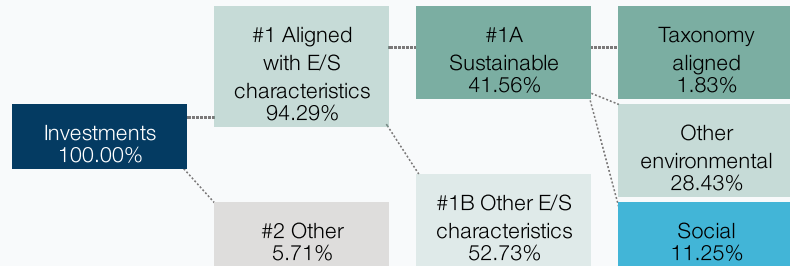 Investments
100.00%
#1 Aligned
with E/S
characteristics
94.29%
#2 Other
5.71%
#1A
Sustainable
41.56%
#1B Other E/S
characteristics
52.73%
Taxonomy
aligned
1.83%
Other
environmental
28.43%
Social
11.25%